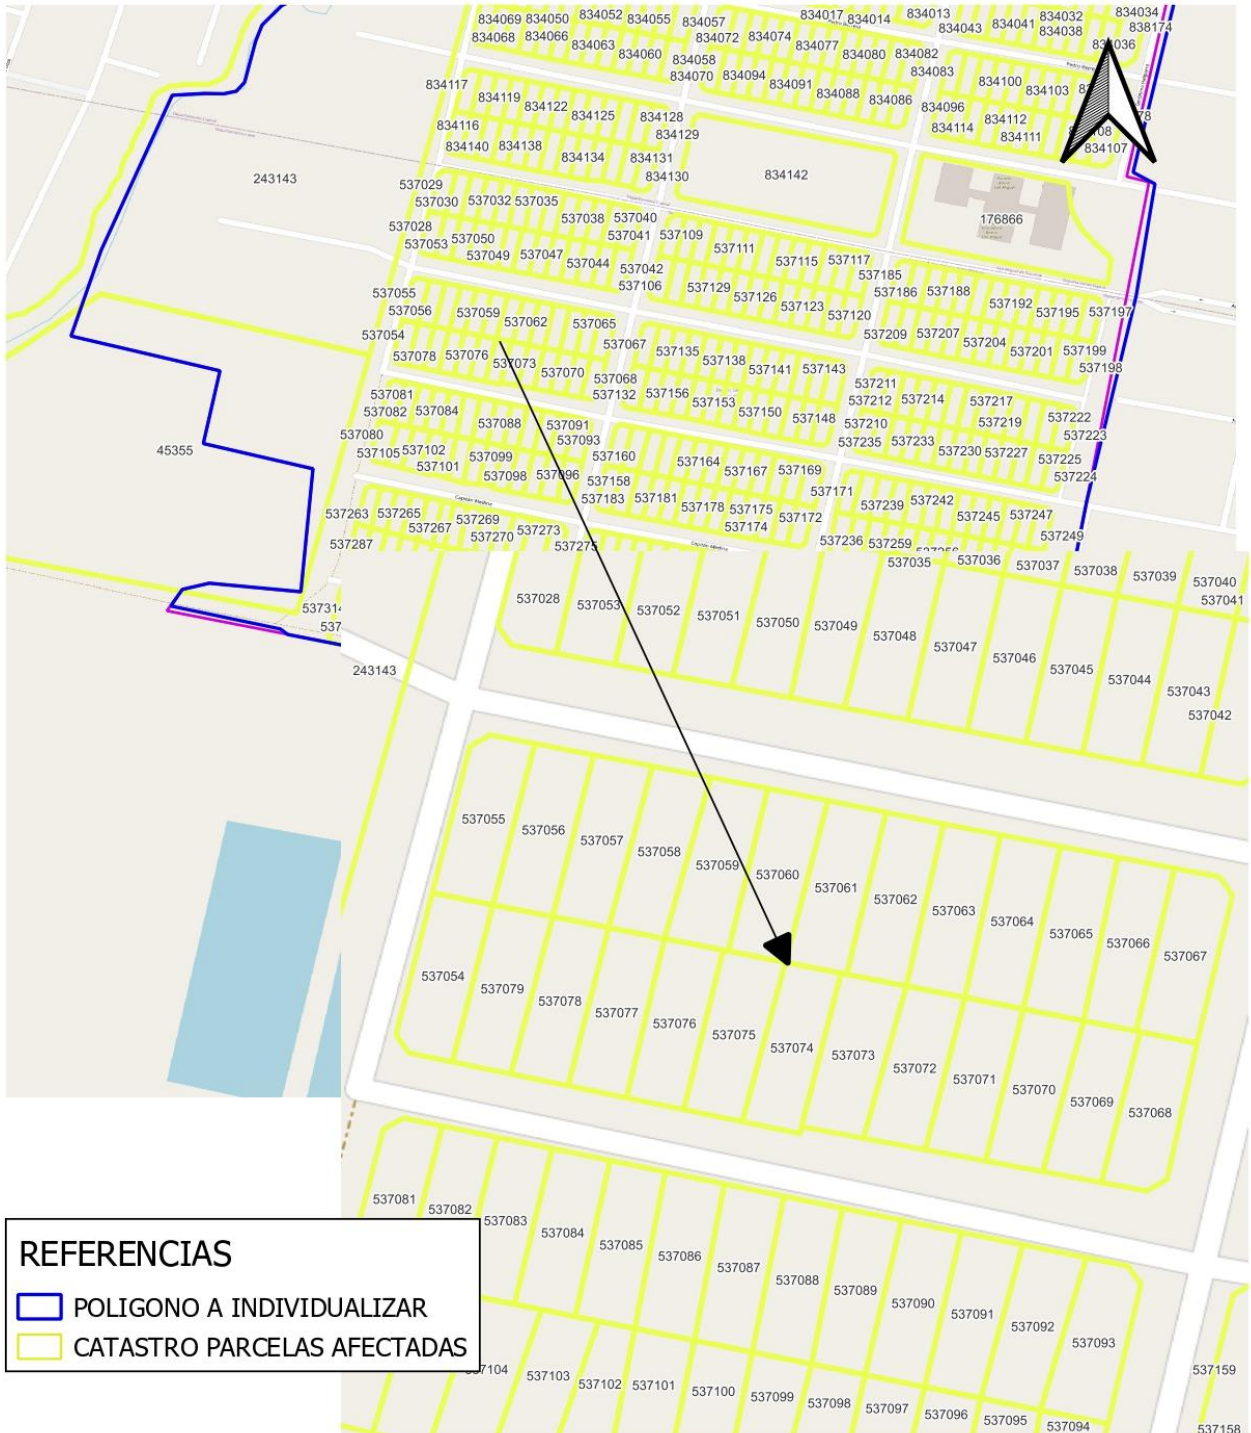 834069 834050 834052 834055 834057 834017 834014 834013 834043 834041 834032 834034
834068 834066 834063 834060 834058 834072 834074 834077 834080 834082 834038 838174
834070 834094 834091 834088 834086 834083 834100 834103
834117 834119 834122 834125 834128 834129 834096 834114 834112 834111 834107
834116 834140 834138 834134 834131 834130 834142
243143
176866
537029 537030 537032 537035 537038 537040 537041 537109 537111 537115 537117
537028 537053 537050 537049 537047 537044 537042 537106 537129 537126 537123 537120
537185 537186 537188 537192 537195 537197
537055 537056 537059 537062 537065 537067 537135 537138 537141 537143
537209 537207 537204 537201 537199 537198
537054 537078 537076 537073 537070 537068 537132 537156 537153 537150 537148
537211 537212 537214 537217 537219 537222 537223
537081 537082 537084 537088 537091 537093 537210 537235 537233 537230 537227 537225 537224
537080 537105 537102 537101 537099 537098 537096 537160 537158 537164 537167 537169 537171
45355
537183 537181 537178 537175 537174 537172 537239 537242 537245 537247 537249
537263 537265 537267 537269 537270 537273 537275 537287 537236 537259
Capitán Medina
Capitán Medina
537035 537036 537037 537038 537039 537040 537041
537028 537053 537052 537051 537050 537049 537048 537047 537046 537045 537044 537043 537042
243143
537055 537056 537057 537058 537059 537060 537061 537062 537063 537064 537065 537066 537067
537054 537079 537078 537077 537076 537075 537074 537073 537072 537071 537070 537069 537068
537081 537082 537083 537084 537085 537086 537087 537088 537089 537090 537091 537092 537093
537103 537102 537101 537100 537099 537098 537097 537096 537095 537094
537159
537158
REFERENCIAS
POLIGONO A INDIVIDUALIZAR
CATASTRO PARCELAS AFECTADAS